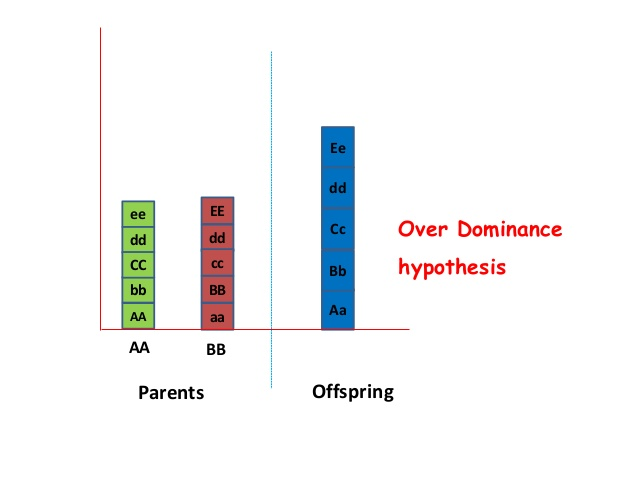 ee
dd
CC
bb
AA
EE
dd
cc
BB
aa
Ee
dd
Cc
Bb
Aa
Over Dominance
hypothesis
AA
BB
Parents
Offspring